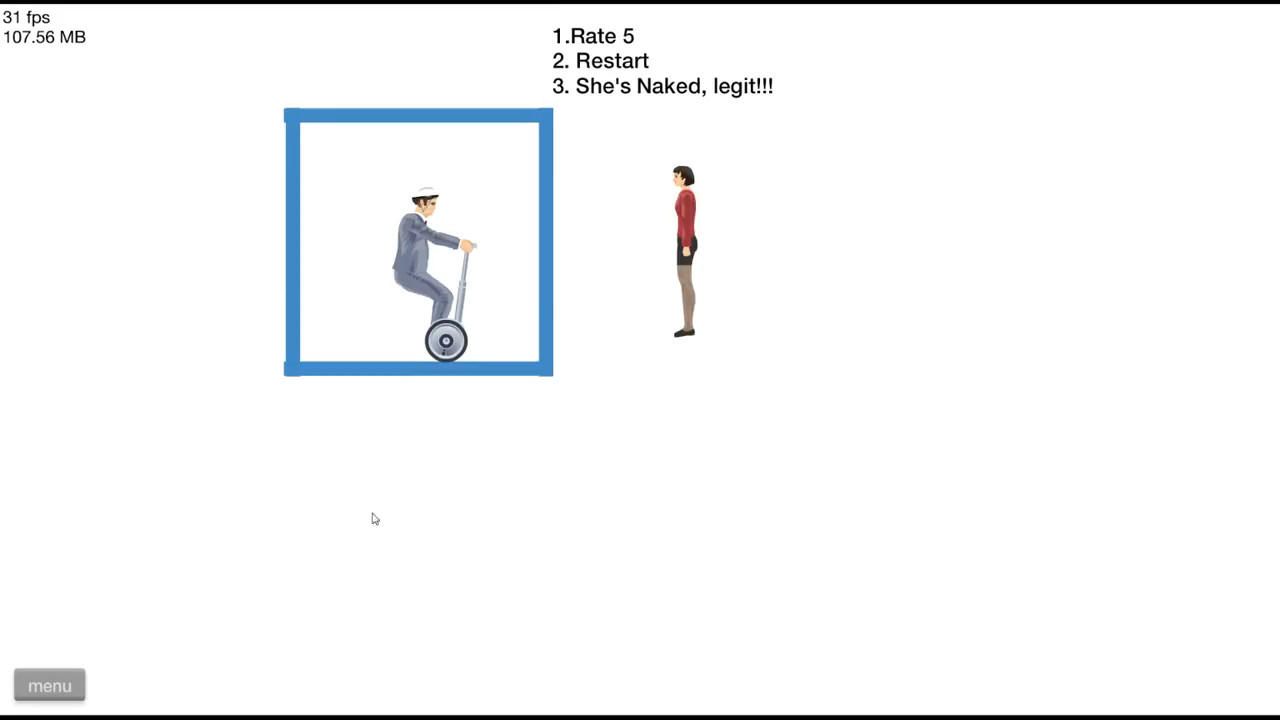 31 fps
107.56 MB
1.Rate 5
2. Restart
3. She's Naked, legit!!!
menu